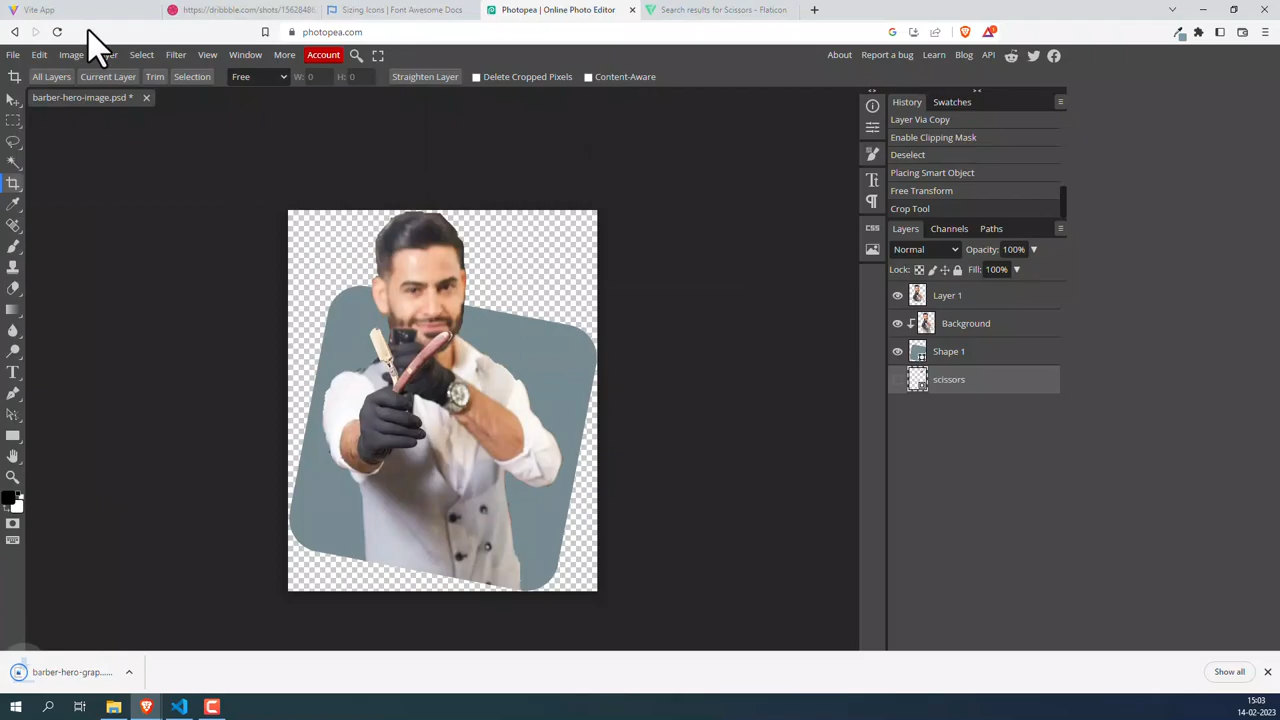 Vite App
https://dribbble.com/shots/15628486
Sizing Icons | Font Awesome Docs
Photopea | Online Photo Editor
Search results for Scissors - Flaticon
photopea.com
File Edit Image Select Filter View Window More Account
About Report a bug Learn Blog API
All Layers Current Layer Trim Selection Free W: 0 H: 0 Straighten Layer Delete Cropped Pixels Content-Aware
barber-hero-image.psd *
History Swatches
Layer Via Copy
Enable Clipping Mask
Deselect
Placing Smart Object
Free Transform
Crop Tool
Layers Channels Paths
Normal Opacity: 100%
Lock: Fill: 100%
Layer 1
Background
Shape 1
scissors
CSS
barber-hero-grap......
Show all
15:03
14-02-2023